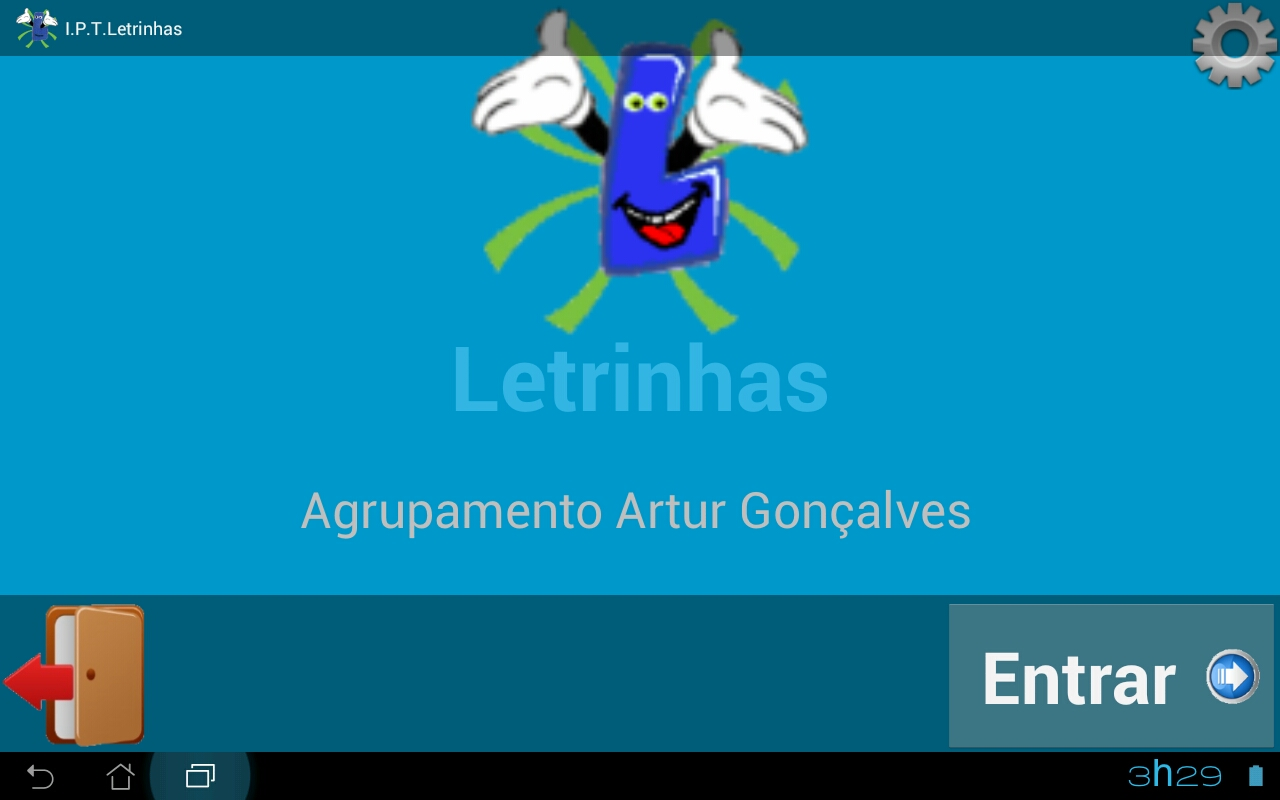 I.P.T.Letrinhas
Letrinhas
Agrupamento Artur Gonçalves
Entrar
3h29